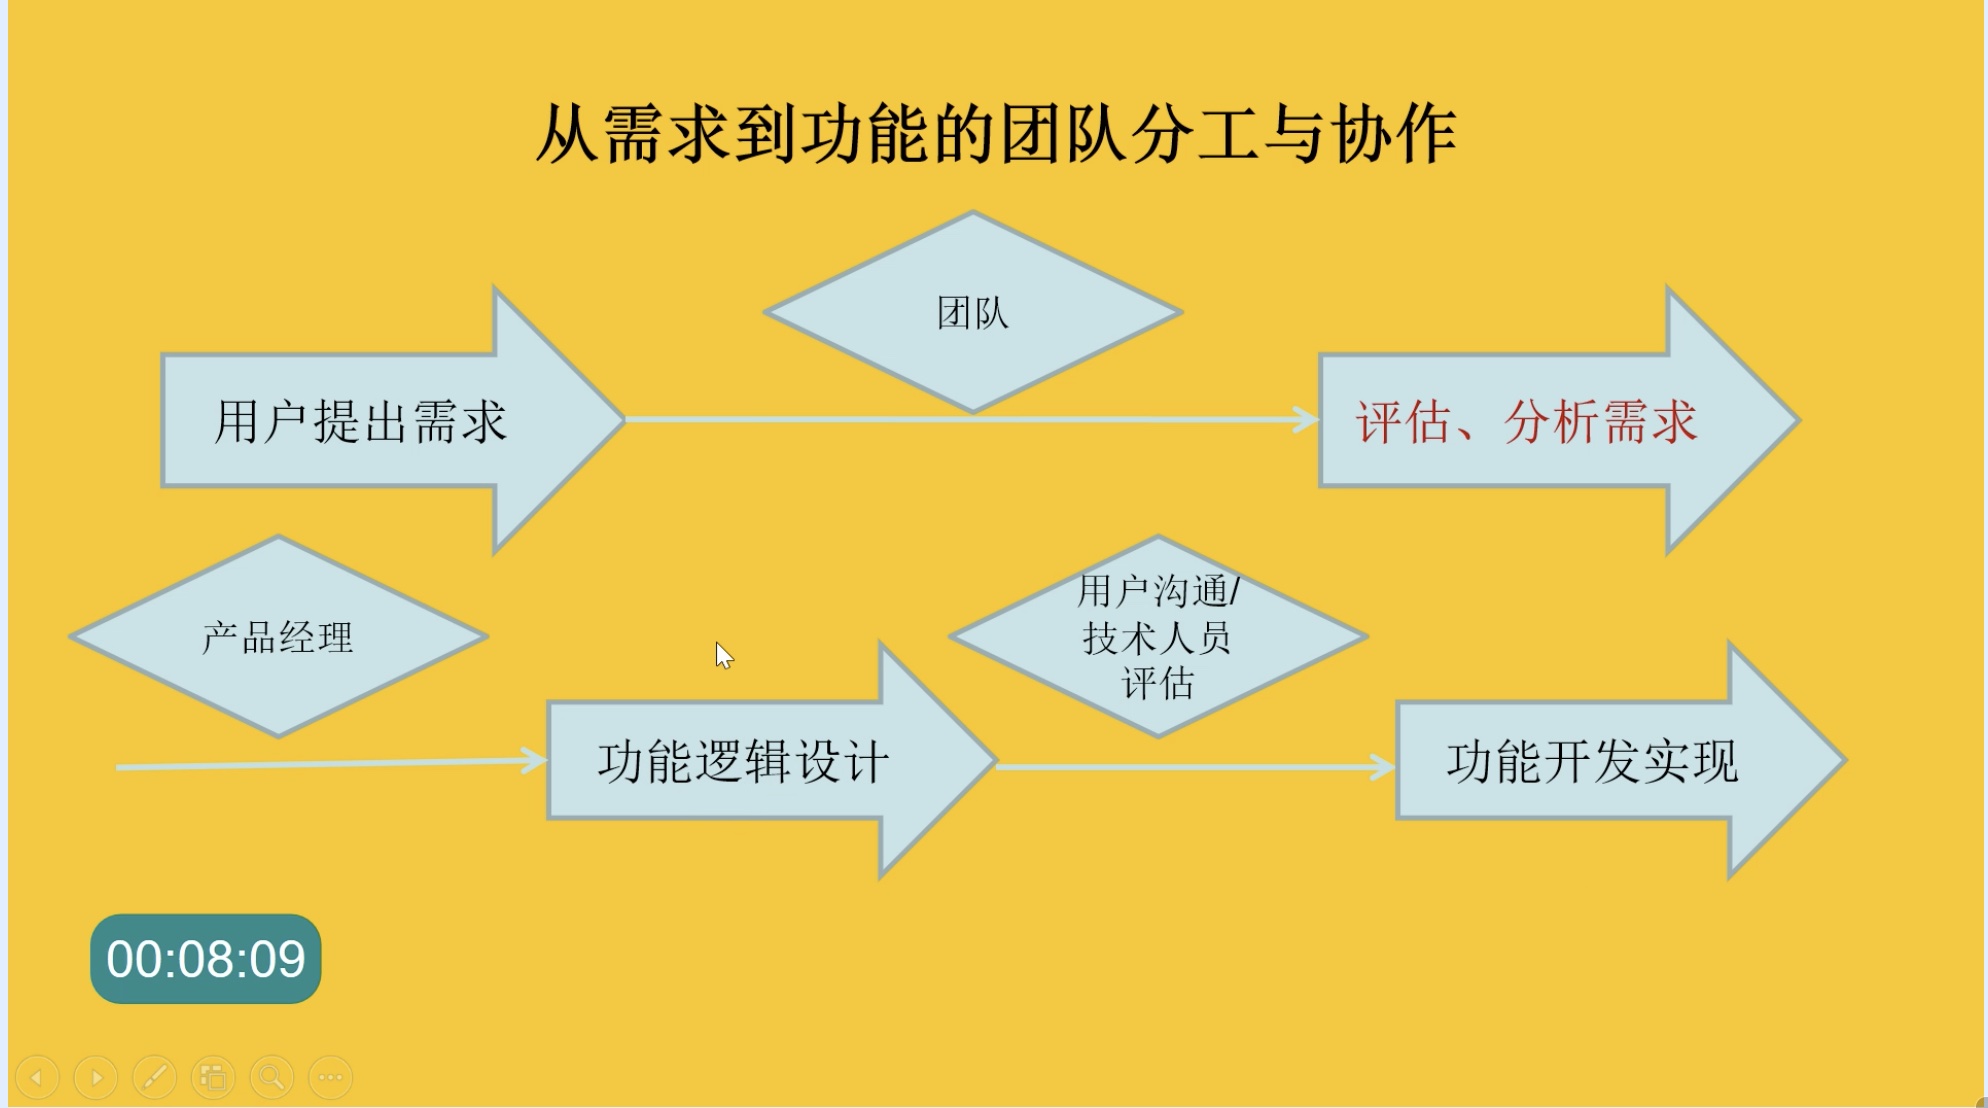 从需求到功能的团队分工与协作
团队
用户提出需求
评估、分析需求
产品经理
用户沟通/
技术人员
评估
功能逻辑设计
功能开发实现
00:08:09